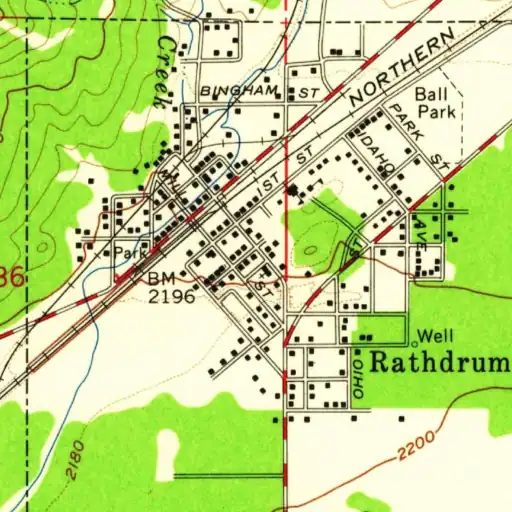 Creek
BINGHAM ST
NORTHERN
Ball
Park
PARK ST
IDAHO
AVE
1ST ST
MILL
ST
ST
Park
BM
2196
86
Well
Rathdrum
OHIO
2180
2200